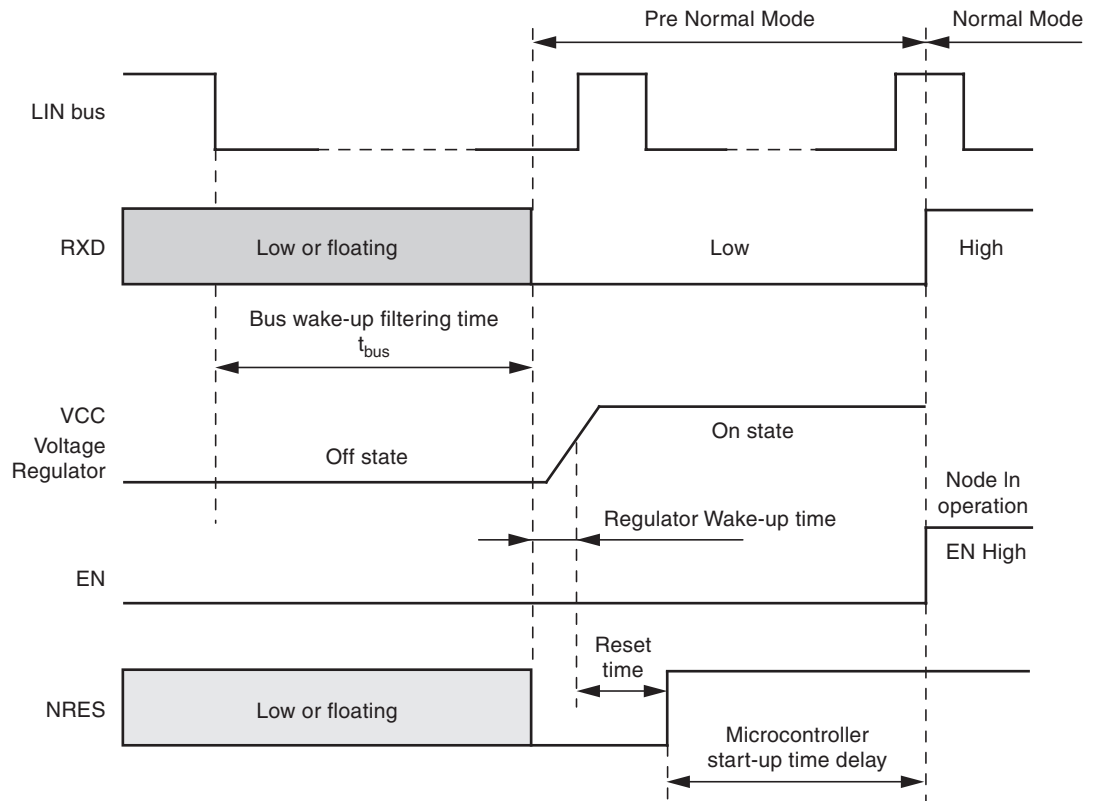 Pre Normal Mode
Normal Mode
LIN bus
RXD
Low or floating
Low
High
Bus wake-up filtering time
tbus
VCC
Voltage
Regulator
Off state
On state
Node In
operation
Regulator Wake-up time
EN
EN High
Reset
time
NRES
Low or floating
Microcontroller
start-up time delay